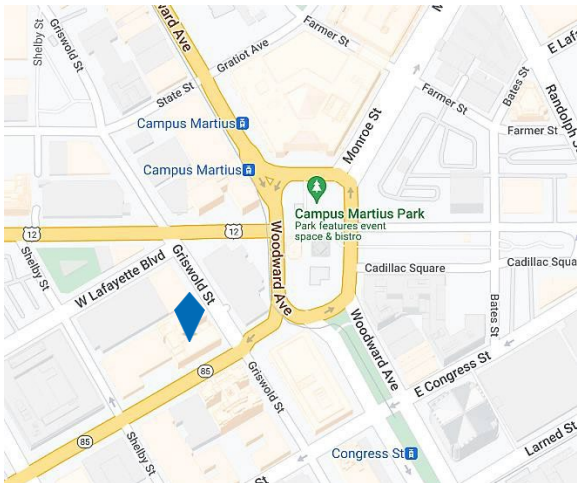 Shelby St
Griswold St
Woodward Ave
Farmer St
Farmer St
E Lafa
Gratiot Ave
State St
Bates St
Randolph S
Monroe St
Farmer St
Campus Martius
Campus Martius
Campus Martius Park
Park features event
space & bistro
12
12
Woodward Ave
Cadillac Square
Cadillac Squar
Shelby St
W Lafayette Blvd
Griswold St
Bates St
Woodward Ave
E Congress St
85
Griswold St
85
Shelby St
Larned St
Congress St